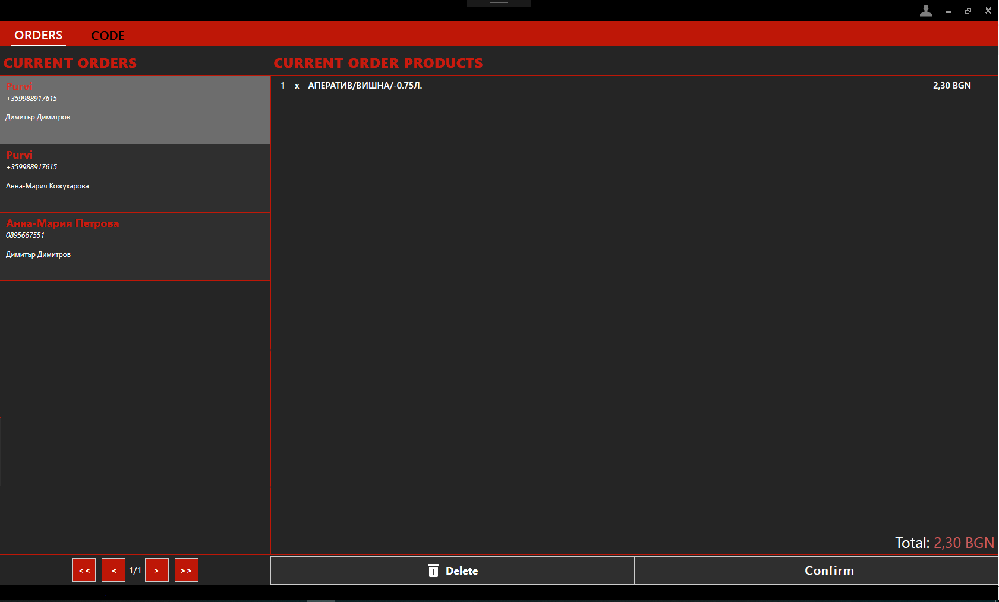 ORDERS CODE
CURRENT ORDERS
Purvi
+359988917615
Димитър Димитров
Purvi
+359988917615
Анна-Мария Кожухарова
Анна-Мария Петрова
0895667551
Димитър Димитров
<< < 1/1 > >>
CURRENT ORDER PRODUCTS
1 x АПЕРАТИВ/ВИШНА/-0.75Л. 2,30 BGN
Total: 2,30 BGN
Delete Confirm